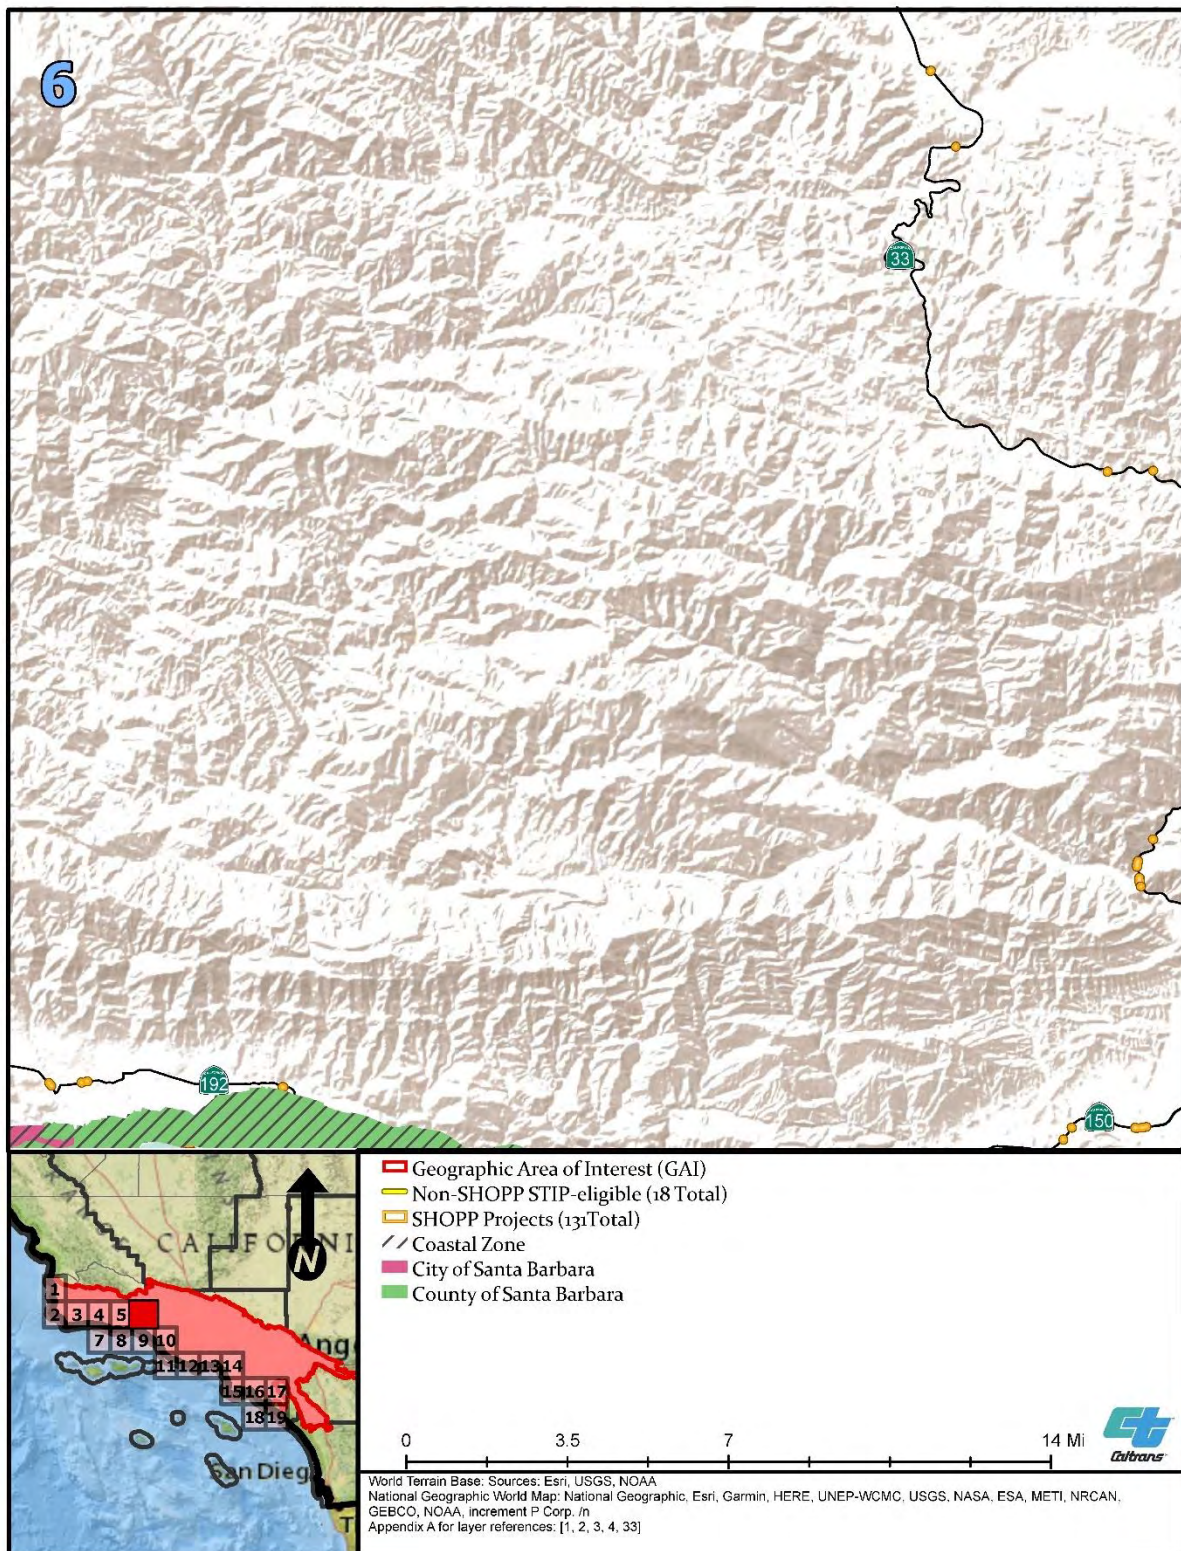 6
33
192
150
Geographic Area of Interest (GAI)
Non-SHOPP STIP-eligible (18 Total)
SHOPP Projects (131Total)
Coastal Zone
City of Santa Barbara
County of Santa Barbara
CALIFORNI
N
1
2 3 4 5
7 8 9 10
Ange
11 12 13 14
15 16 17
18 19
San Dieg
T
0 3.5 7 14 Mi
ct
Caltrans
World Terrain Base: Sources: Esri, USGS, NOAA
National Geographic World Map: National Geographic, Esri, Garmin, HERE, UNEP-WCMC, USGS, NASA, ESA, METI, NRCAN,
GEBCO, NOAA, increment P Corp. /n
Appendix A for layer references: [1, 2, 3, 4, 33]